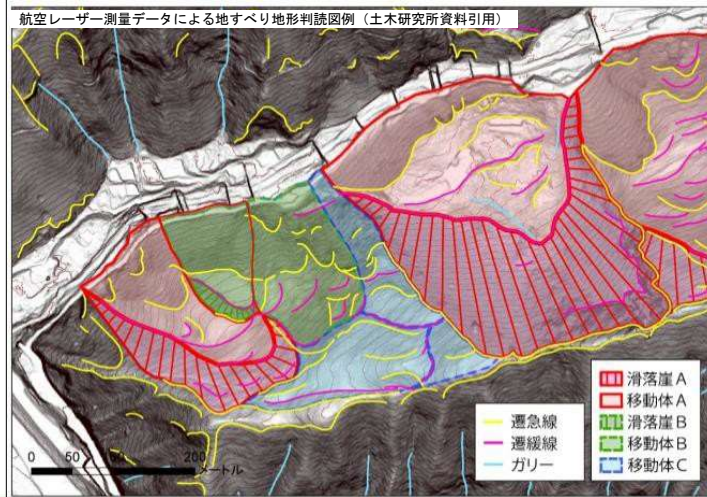 航空レーザー測量データによる地すべり地形判読図例（土木研究所資料引用）
遷急線
遷緩線
ガリー
滑落崖A
移動体A
滑落崖B
移動体B
移動体C
0 50 100 200
メートル